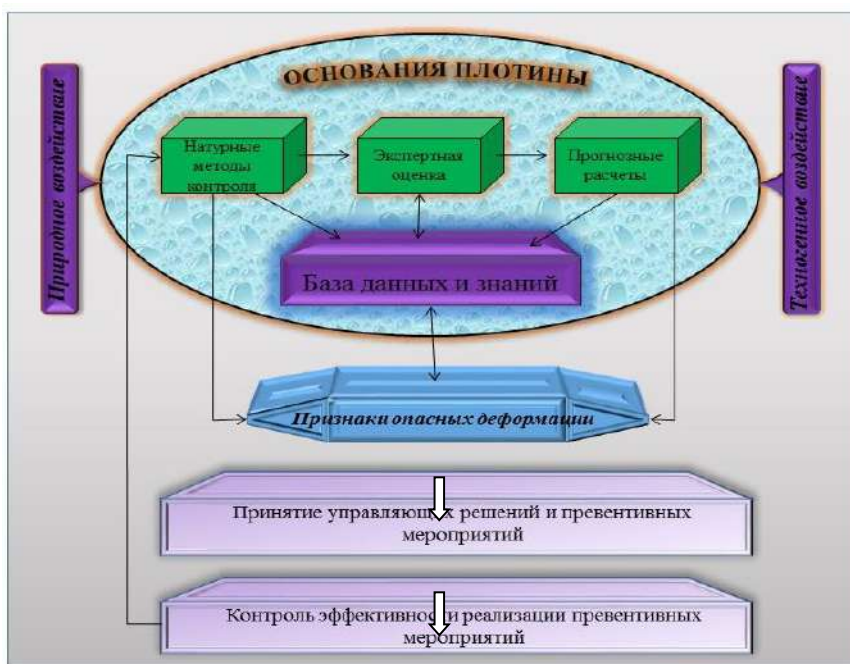 ОСНОВАНИЯ ПЛОТИНЫ
Природное воздействие
Техногенное воздействие
Натурные
методы
контроля
Экспертная
оценка
Прогнозные
расчеты
База данных и знаний
Признаки опасных деформации
Принятие управляющих решений и превентивных
мероприятий
Контроль эффективности реализации превентивных
мероприятий